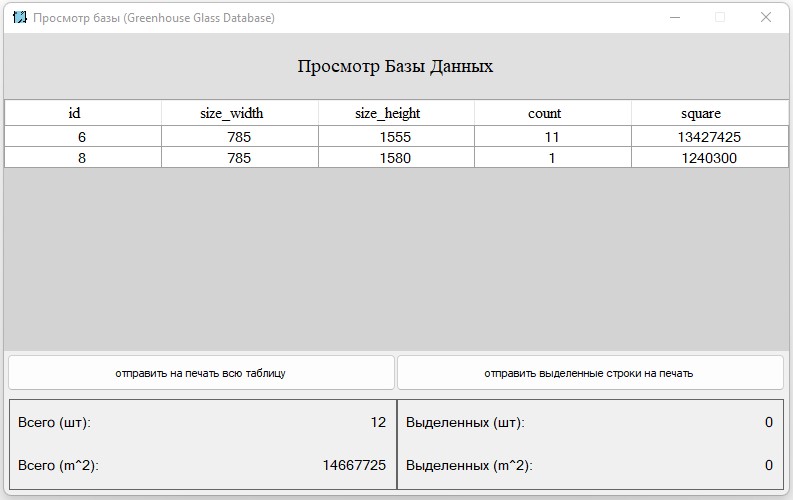 Просмотр базы (Greenhouse Glass Database)
Просмотр Базы Данных
id size_width size_height count square
6 785 1555 11 13427425
8 785 1580 1 1240300
отправить на печать всю таблицу отправить выделенные строки на печать
Всего (шт): 12 Выделенных (шт): 0
Всего (m^2): 14667725 Выделенных (m^2): 0